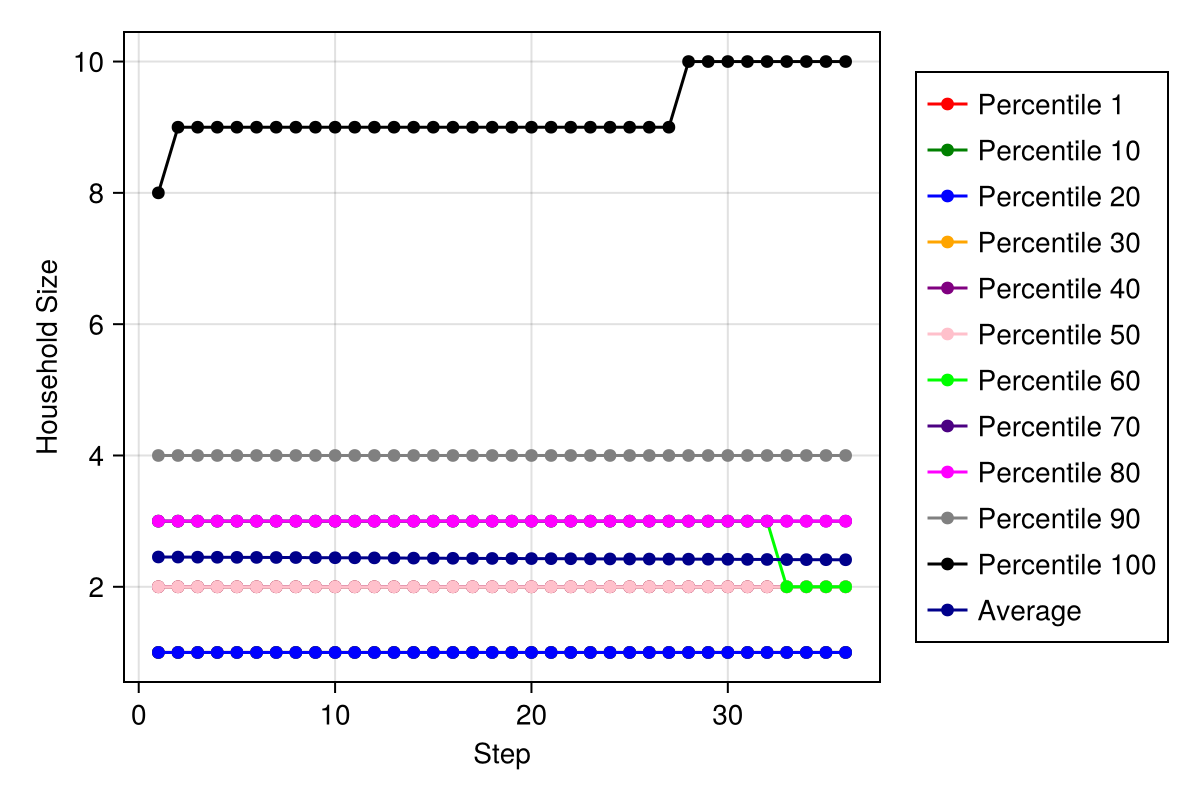 10
8
6
4
2
Household Size
0 10 20 30
Step
Percentile 1
Percentile 10
Percentile 20
Percentile 30
Percentile 40
Percentile 50
Percentile 60
Percentile 70
Percentile 80
Percentile 90
Percentile 100
Average